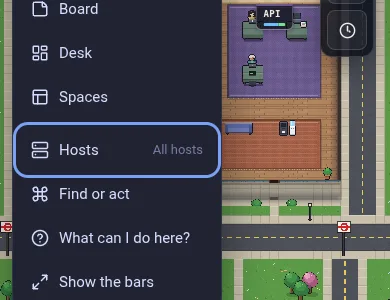 Board
API
Desk
Spaces
Hosts All hosts
Find or act
What can I do here?
Show the bars